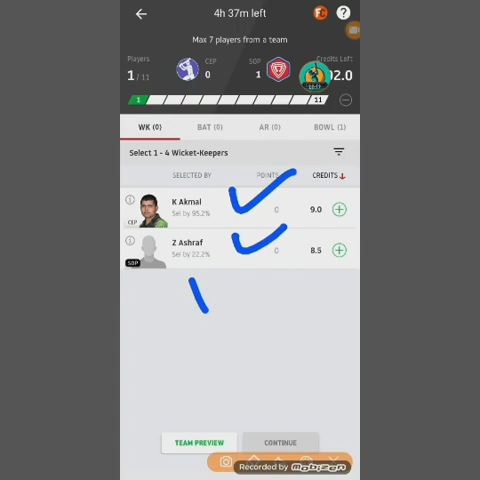 4h 37m left
FC
?
Max 7 players from a team
Players
1 / 11
CEP
0
SDP
1
Credits Left
02.0
1
11
WK (0)
BAT (0)
AR (0)
BOWL (1)
Select 1 - 4 Wicket-Keepers
SELECTED BY
POINTS
CREDITS
K Akmal
Sel by 95.2%
0
9.0
CEP
Z Ashraf
Sel by 22.2%
0
8.5
SDP
TEAM PREVIEW
CONTINUE
Recorded by mobizen